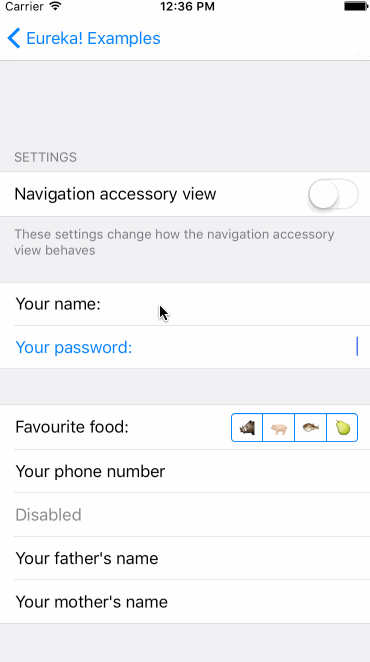 Carrier 12:36 PM
Eureka! Examples
SETTINGS
Navigation accessory view
These settings change how the navigation accessory
view behaves
Your name:
Your password:
Favourite food:
Your phone number
Disabled
Your father's name
Your mother's name